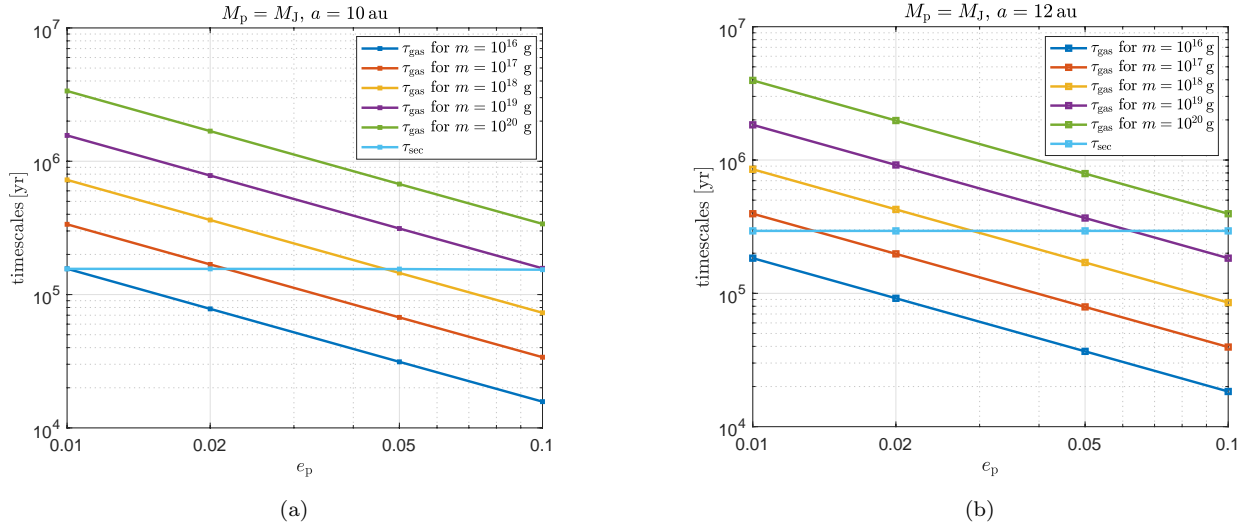 M_p = M_J, a = 10 au
timescales [yr]
10^7
10^6
10^5
10^4
τ_gas for m = 10^16 g
τ_gas for m = 10^17 g
τ_gas for m = 10^18 g
τ_gas for m = 10^19 g
τ_gas for m = 10^20 g
τ_sec
0.01 0.02 0.05 0.1
e_p
(a)
M_p = M_J, a = 12 au
timescales [yr]
10^7
10^6
10^5
10^4
τ_gas for m = 10^16 g
τ_gas for m = 10^17 g
τ_gas for m = 10^18 g
τ_gas for m = 10^19 g
τ_gas for m = 10^20 g
τ_sec
0.01 0.02 0.05 0.1
e_p
(b)